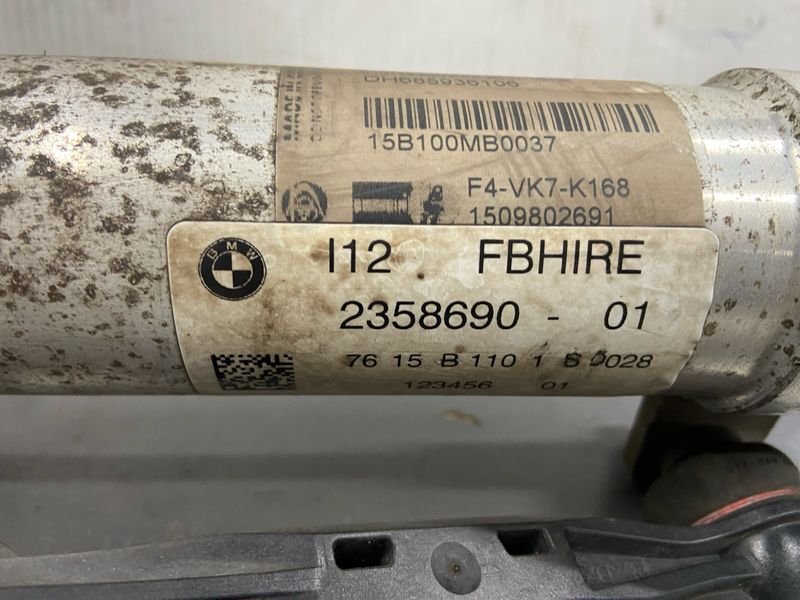 15B100MB0037
F4-VK7-K168
1509802691
BMW
I12 FBHIRE
2358690 - 01
76 15 B 110 1 B 0028
123456 01